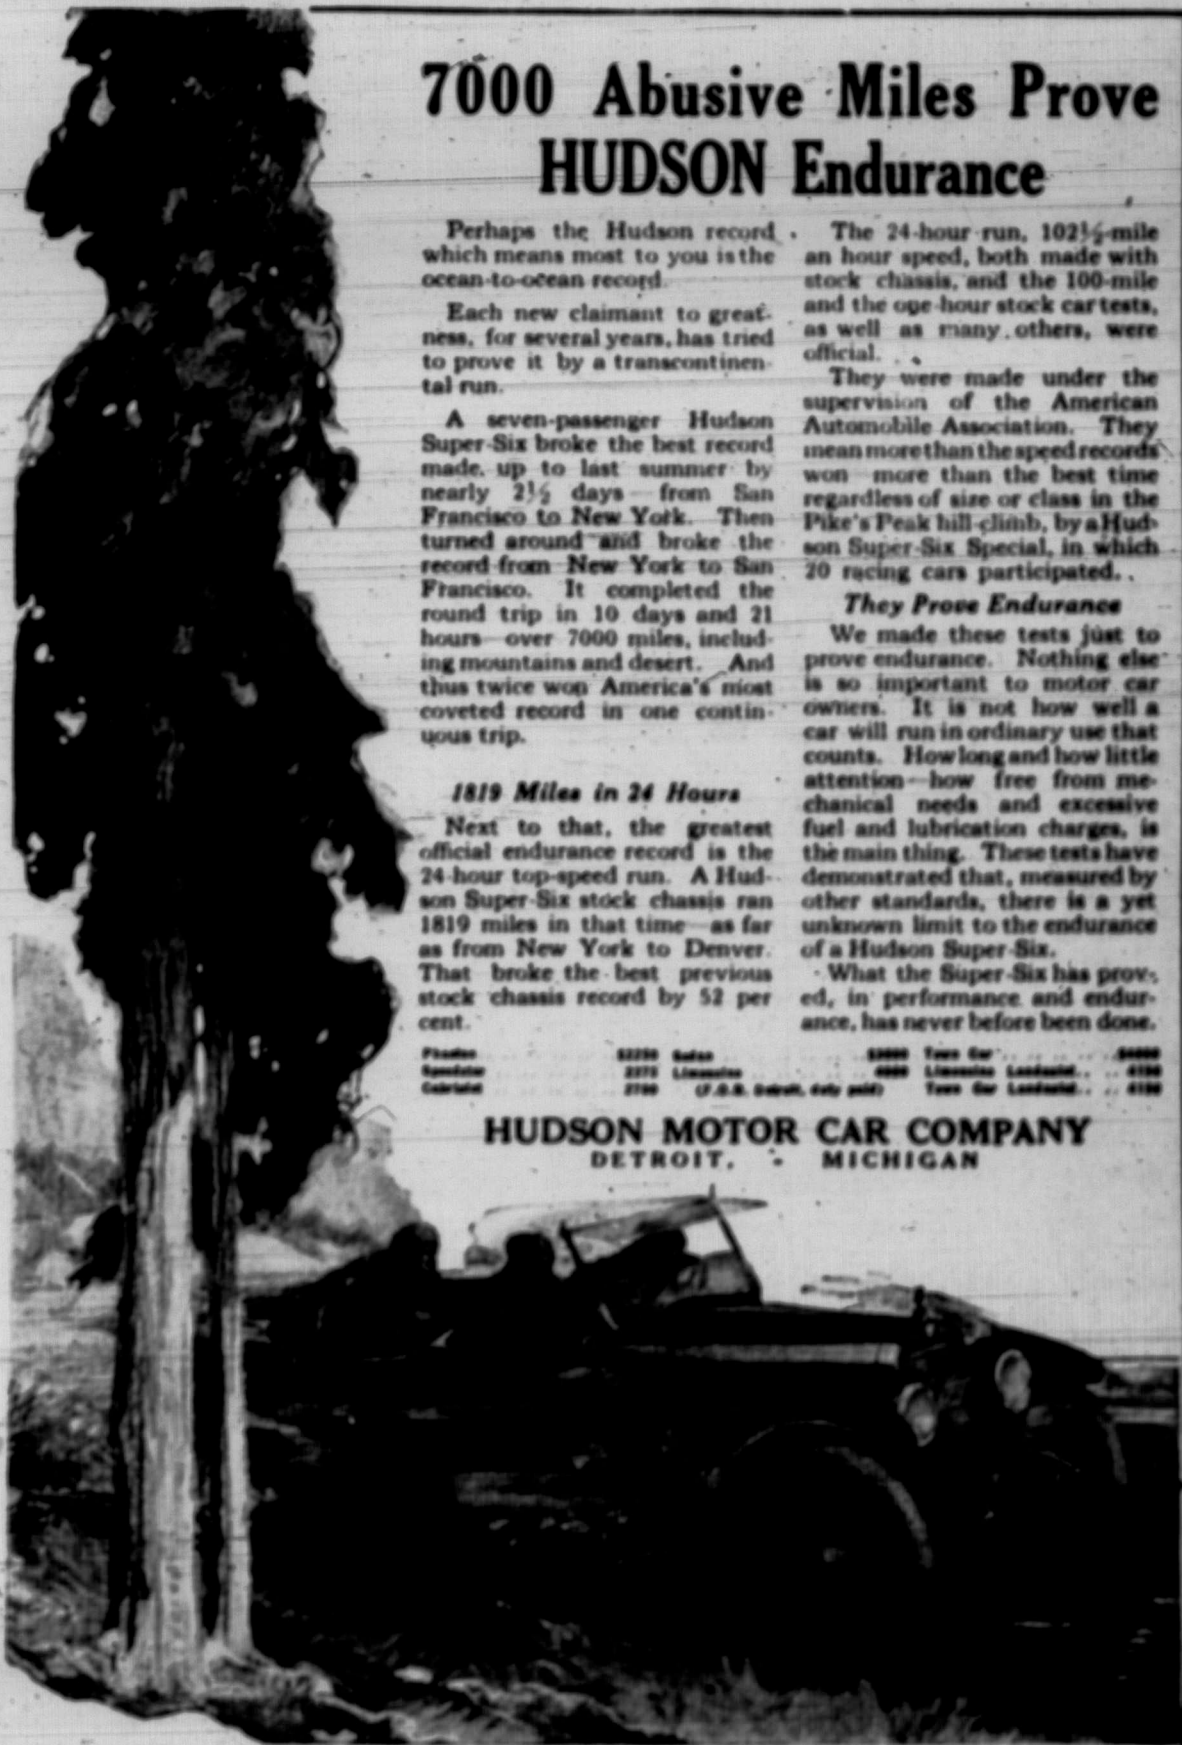 7000 Abusive Miles Prove
HUDSON Endurance
Perhaps the Hudson record
which means most to you is the
ocean-to-ocean record.
Each new claimant to great-
ness, for several years, has tried
to prove it by a transcontinen-
tal run.
A seven-passenger Hudson
Super-Six broke the best record
made, up to last summer by
nearly 2½ days—from San
Francisco to New York. Then
turned around and broke the
record from New York to San
Francisco. It completed the
round trip in 10 days and 21
hours—over 7000 miles, includ-
ing mountains and desert. And
thus twice won America's most
coveted record in one contin-
uous trip.
1819 Miles in 24 Hours
Next to that, the greatest
official endurance record is the
24-hour top-speed run. A Hud-
son Super-Six stock chassis ran
1819 miles in that time—as far
as from New York to Denver.
That broke the best previous
stock chassis record by 52 per
cent.
The 24-hour run, 102½-mile
an hour speed, both made with
stock chassis, and the 100-mile
and the one-hour stock car tests,
as well as many others, were
official.
They were made under the
supervision of the American
Automobile Association. They
mean more than the speed records
won—more than the best time
regardless of size or class in the
Pike's Peak hill-climb, by a Hud-
son Super-Six Special, in which
20 racing cars participated.
They Prove Endurance
We made these tests just to
prove endurance. Nothing else
is so important to motor car
owners. It is not how well a
car will run in ordinary use that
counts. How long and how little
attention—how free from me-
chanical needs and excessive
fuel and lubrication charges, is
the main thing. These tests have
demonstrated that, measured by
other standards, there is a yet
unknown limit to the endurance
of a Hudson Super-Six.
What the Super-Six has prov-
ed, in performance and endur-
ance, has never before been done.
Phaeton $2250 Sedan Town Car
Speedster 2375 Limousine Limousine Landaulet
Cabriolet (F.O.B. Detroit, duty paid) Town Car Landaulet
HUDSON MOTOR CAR COMPANY
DETROIT, - MICHIGAN